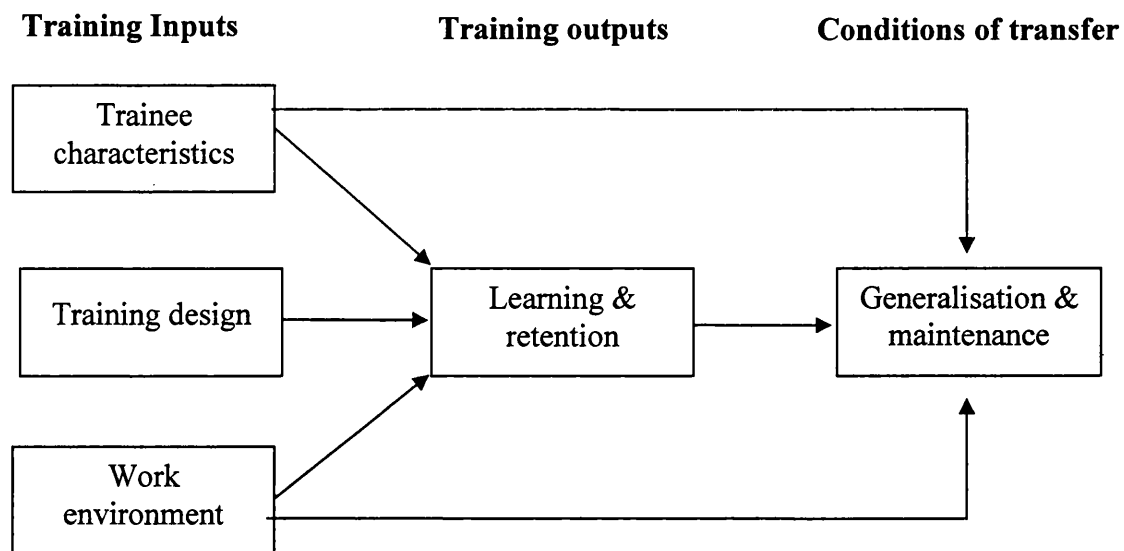 Training Inputs
Training outputs
Conditions of transfer
Trainee
characteristics
Training design
Learning &
retention
Generalisation &
maintenance
Work
environment